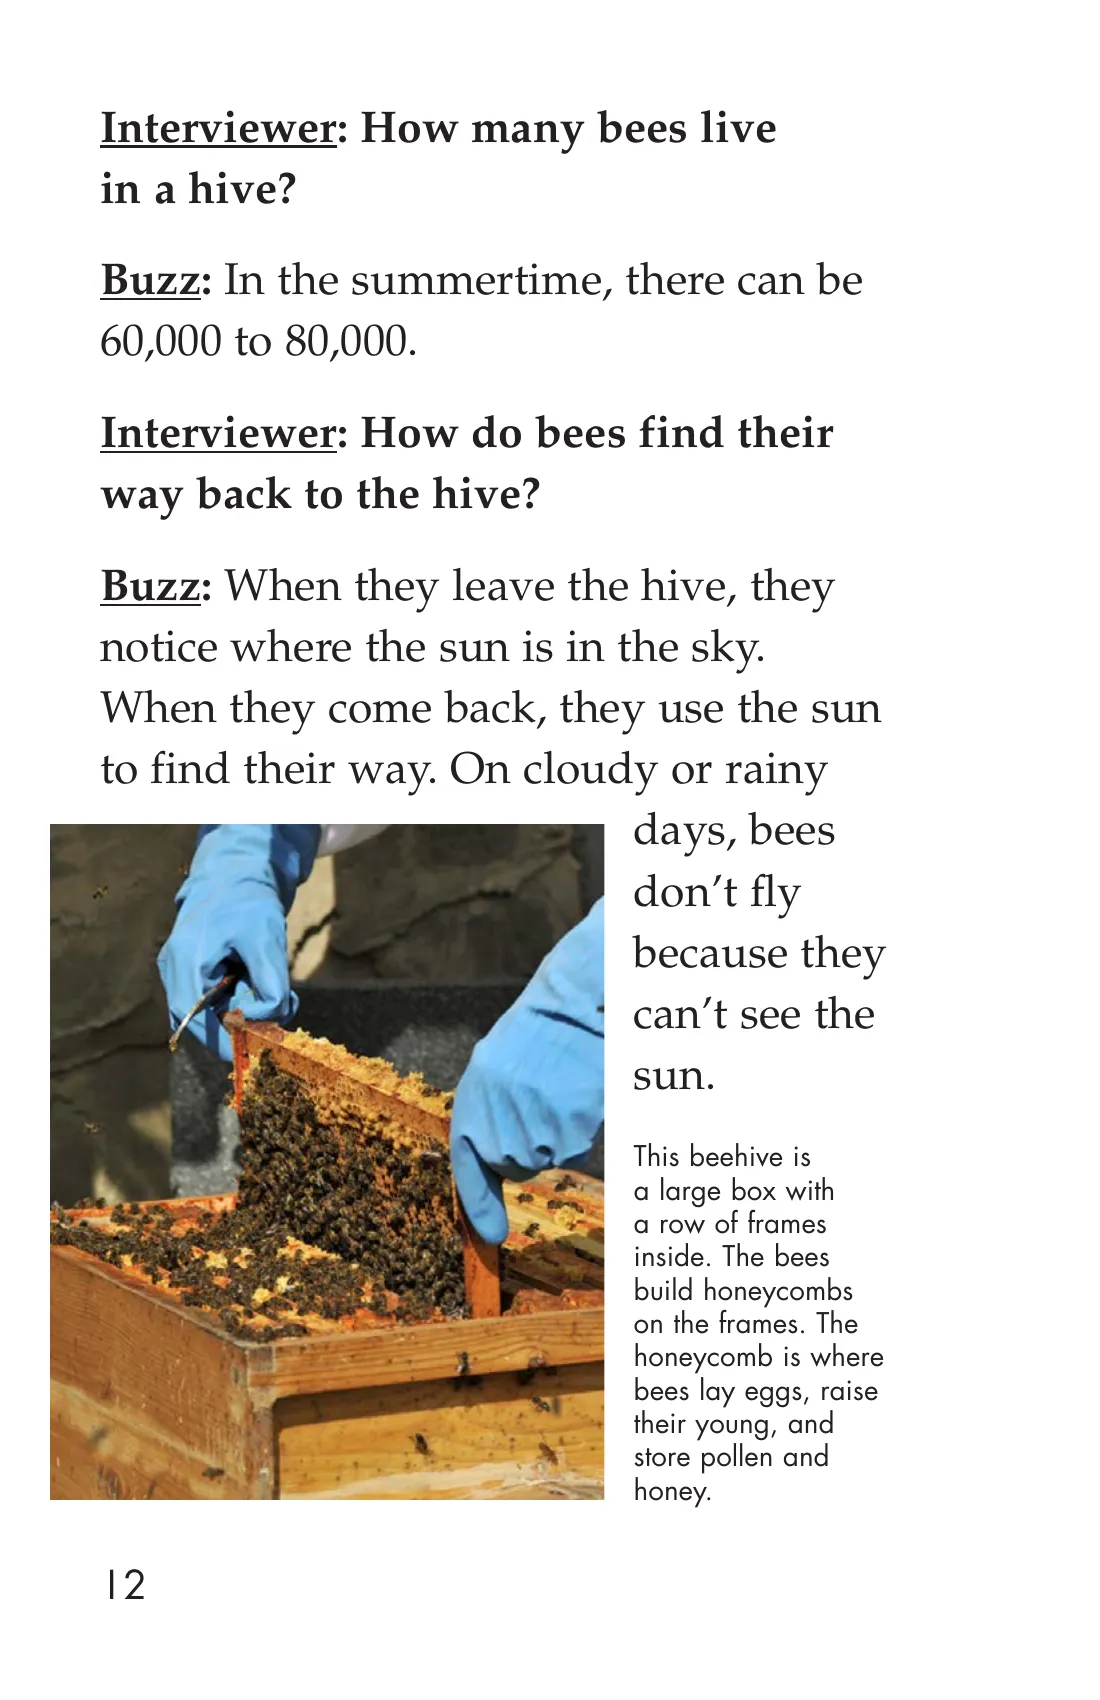 Interviewer: How many bees live
in a hive?
Buzz: In the summertime, there can be
60,000 to 80,000.
Interviewer: How do bees find their
way back to the hive?
Buzz: When they leave the hive, they
notice where the sun is in the sky.
When they come back, they use the sun
to find their way. On cloudy or rainy
days, bees
don’t fly
because they
can’t see the
sun.
This beehive is
a large box with
a row of frames
inside. The bees
build honeycombs
on the frames. The
honeycomb is where
bees lay eggs, raise
their young, and
store pollen and
honey.
12